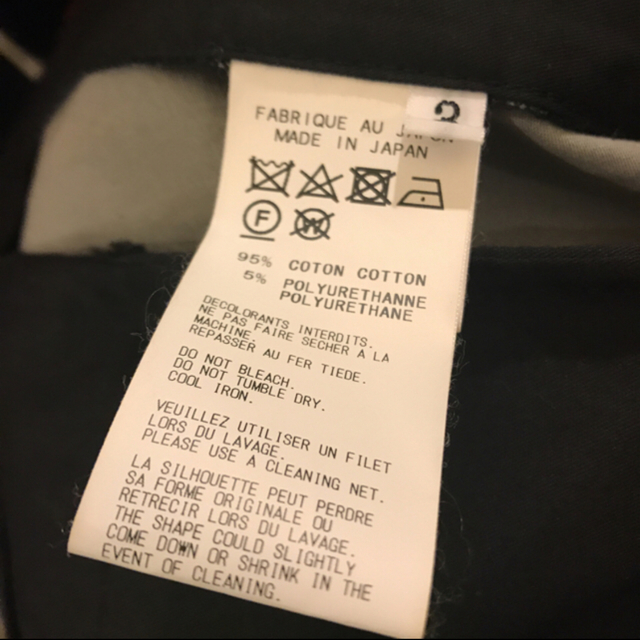 2
FABRIQUE AU JAPON
MADE IN JAPAN
F
W
95% COTON COTTON
5% POLYURETHANNE
POLYURETHANE
DECOLORANTS INTERDITS.
NE PAS FAIRE SECHER A LA
MACHINE.
REPASSER AU FER TIEDE.
DO NOT BLEACH.
DO NOT TUMBLE DRY.
COOL IRON.
VEUILLEZ UTILISER UN FILET
LORS DU LAVAGE.
PLEASE USE A CLEANING NET.
LA SILHOUETTE PEUT PERDRE
SA FORME ORIGINALE OU
RETRECIR LORS DU LAVAGE.
THE SHAPE COULD SLIGHTLY
COME DOWN OR SHRINK IN THE
EVENT OF CLEANING.